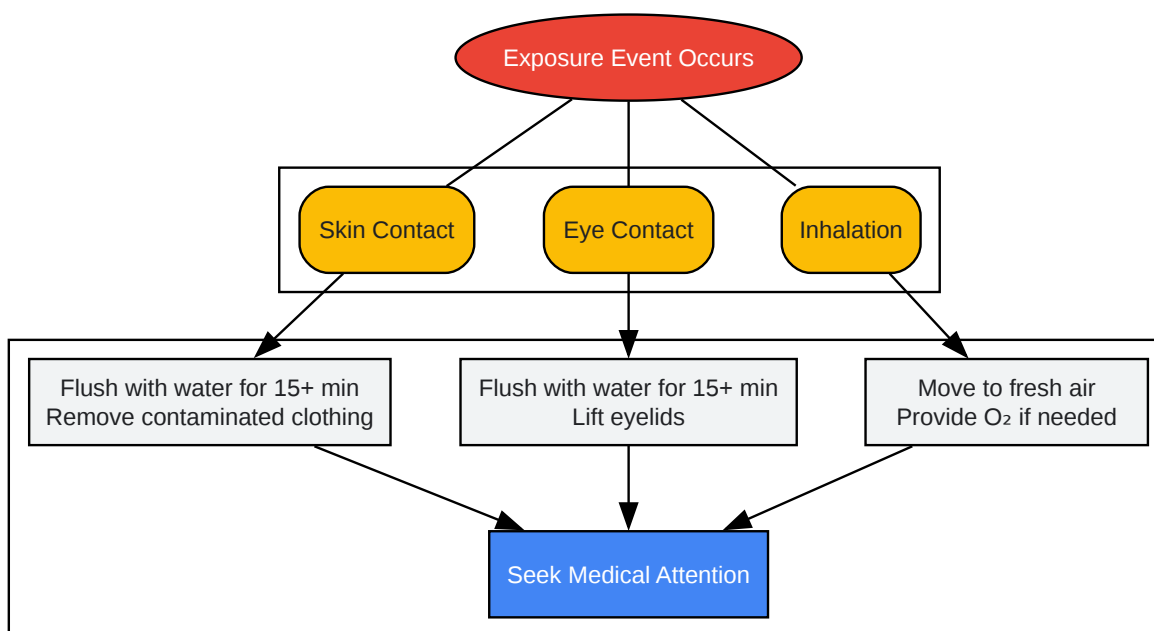 Exposure Event Occurs
Skin Contact
Eye Contact
Inhalation
Flush with water for 15+ min
Remove contaminated clothing
Flush with water for 15+ min
Lift eyelids
Move to fresh air
Provide O₂ if needed
Seek Medical Attention